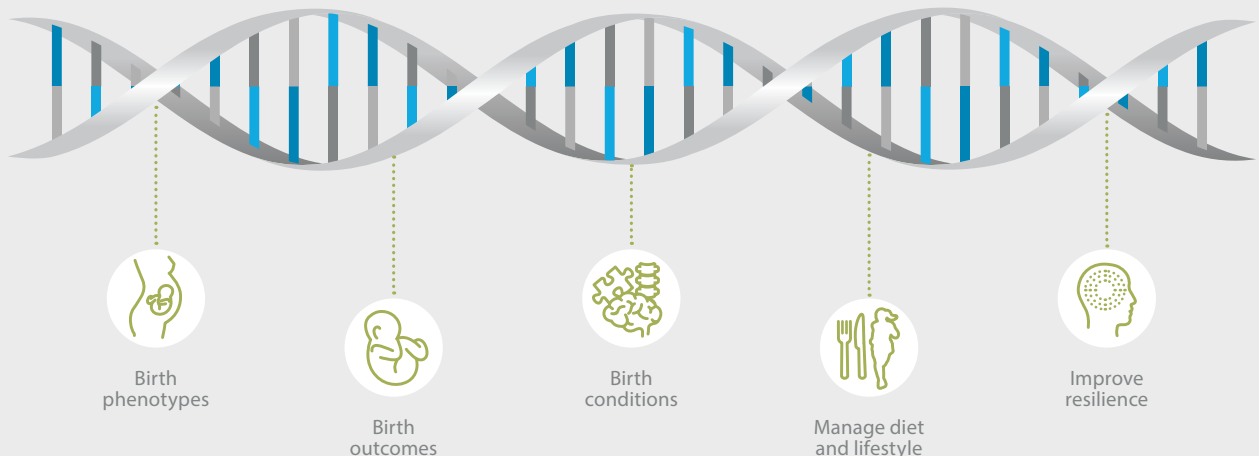 Birth
phenotypes
Birth
outcomes
Birth
conditions
Manage diet
and lifestyle
Improve
resilience